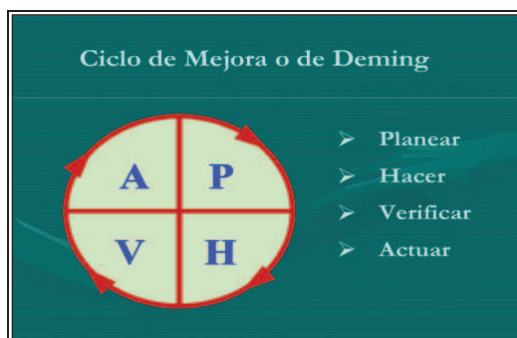 Ciclo de Mejora o de Deming
A P
V H
Planear
Hacer
Verificar
Actuar